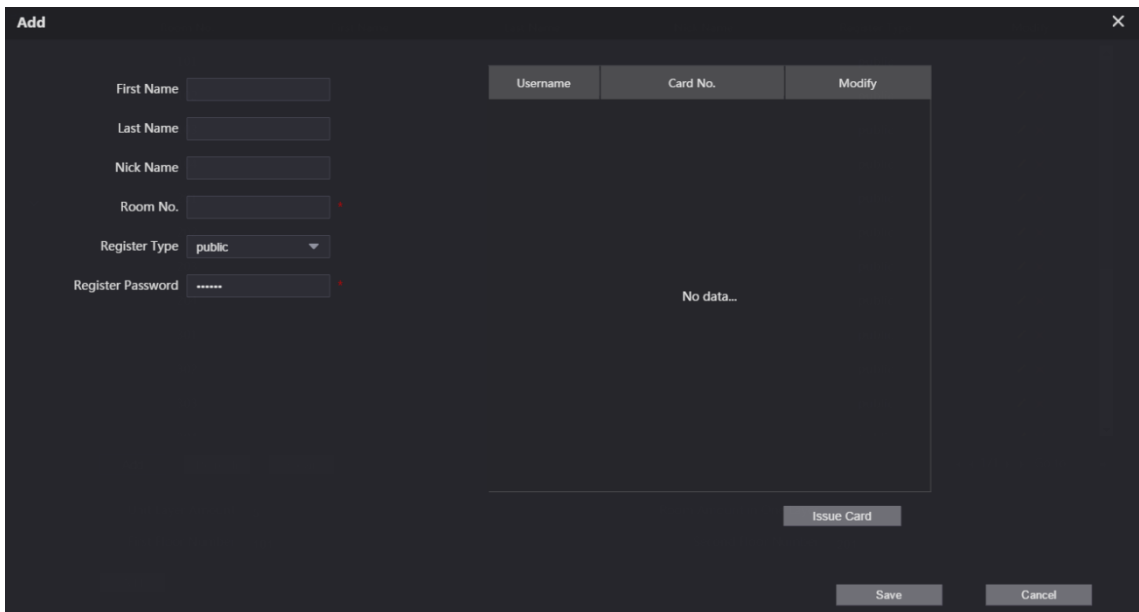 Add
First Name
Last Name
Nick Name
Room No. *
Register Type public
Register Password •••••• *
Username Card No. Modify
No data...
Issue Card
Save Cancel